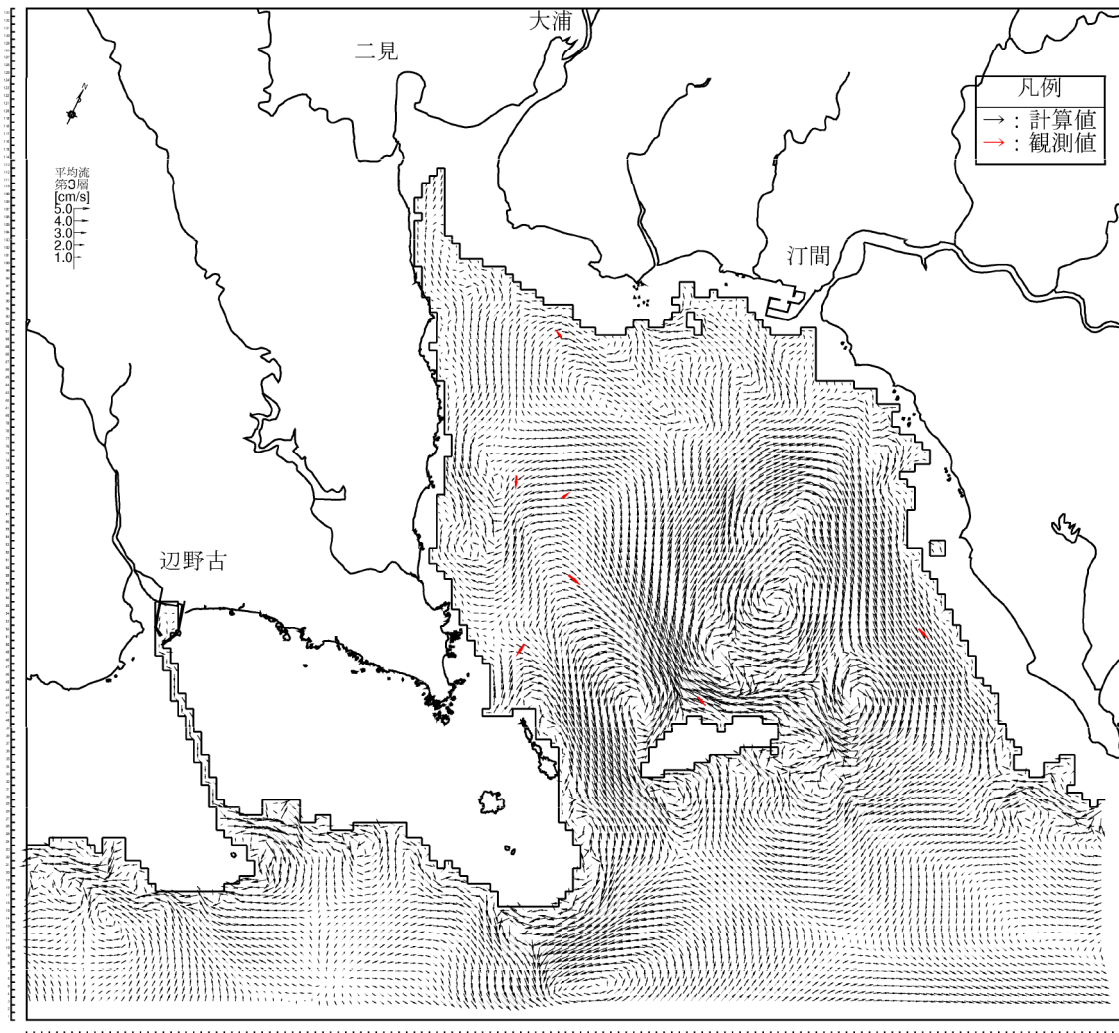 大浦
二見
N
凡例
→ : 計算値
→ : 観測値
平均流
第3層
[cm/s]
5.0
4.0
3.0
2.0
1.0
汀間
辺野古